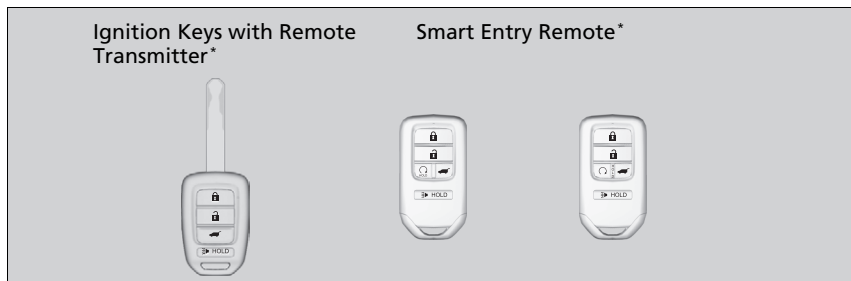 Ignition Keys with Remote
Transmitter*
Smart Entry Remote*
HOLD
HOLD
HOLD